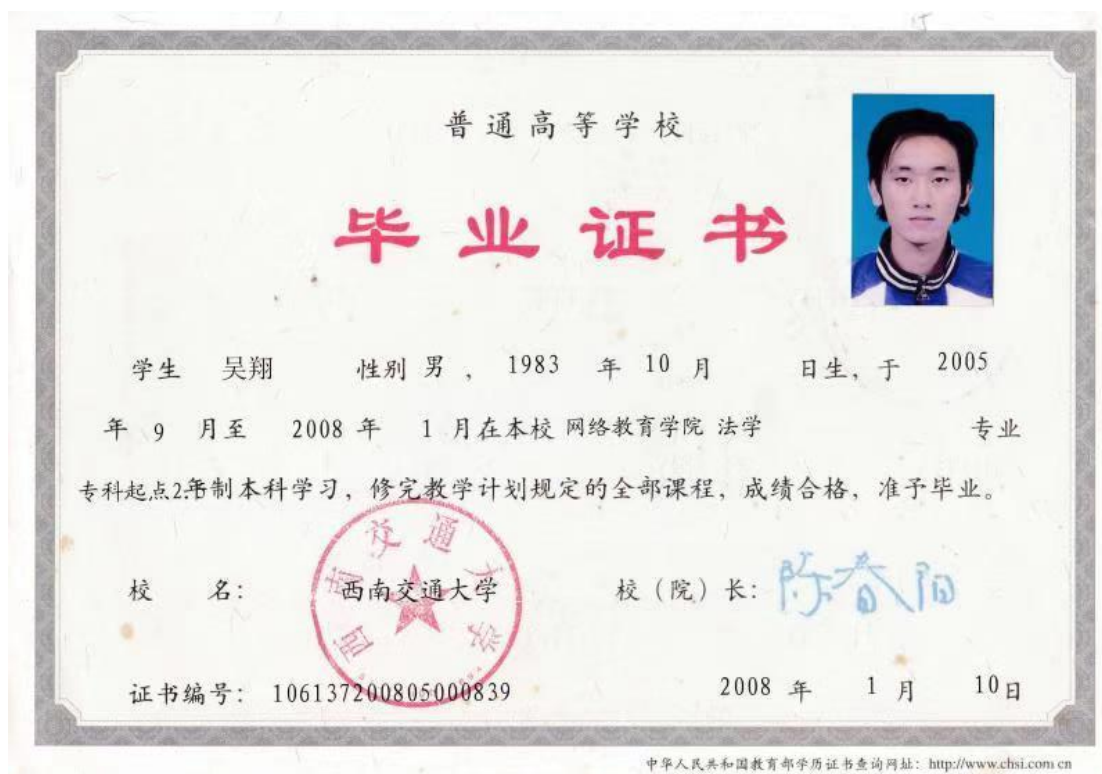 普通高等学校
毕业证书
学生 吴翔 性别 男 , 1983 年 10 月 日生, 于 2005
年 9 月至 2008 年 1 月在本校 网络教育学院 法学 专业
专科起点2年制本科学习,修完教学计划规定的全部课程,成绩合格,准予毕业。
西南交通大学
校 名: 西南交通大学 校(院)长: 陈春阳
证书编号: 106137200805000839 2008 年 1 月 10日
中华人民共和国教育部学历证书查询网址: http://www.chsi.com.cn